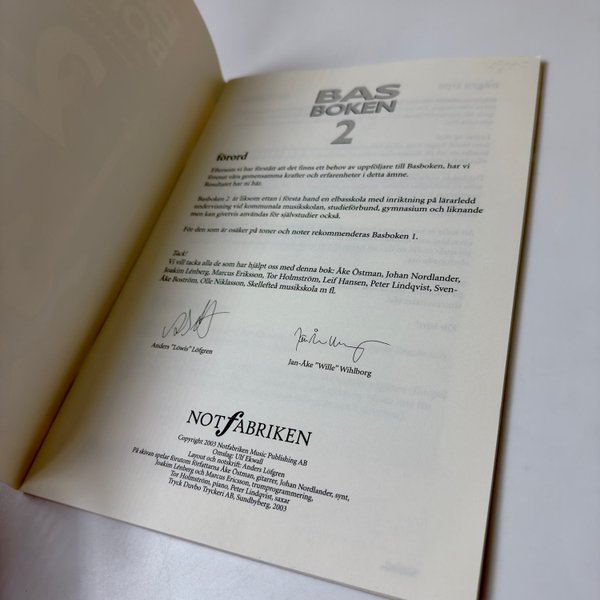 BAS
BOKEN
2
förord
Eftersom vi har förstått att det finns ett behov av uppföljare till Basboken, har vi
förenat våra gemensamma krafter och erfarenheter i detta ämne.
Resultatet har ni här.
Basboken 2 är liksom ettan i första hand en elbasskola med inriktning på lärarledd
undervisning vid kommunala musikskolan, studieförbund, gymnasium och liknande
men kan givetvis användas för självstudier också.
För den som är osäker på toner och noter rekommenderas Basboken 1.
Tack!
Vi vill tacka alla de som har hjälpt oss med denna bok: Åke Östman, Johan Nordlander,
Joakim Lénberg, Marcus Eriksson, Tor Holmström, Leif Hansen, Peter Lindqvist, Sven-
Åke Boström, Olle Niklasson, Skellefteå musikskola m fl.
Anders "Löwis" Löfgren
Jan-Åke "Wille" Wihlborg
NOTfABRIKEN
Copyright 2003 Notfabriken Music Publishing AB
Omslag: Ulf Ekwall
Layout och notskrift: Anders Löfgren
På skivan spelar förutom författarna Åke Östman, gitarrer, Johan Nordlander, synt,
Joakim Lénberg och Marcus Ericsson, trumprogrammering,
Tor Holmström, piano, Peter Lindqvist, saxar
Tryck Davbo Tryckeri AB, Sundbyberg, 2003